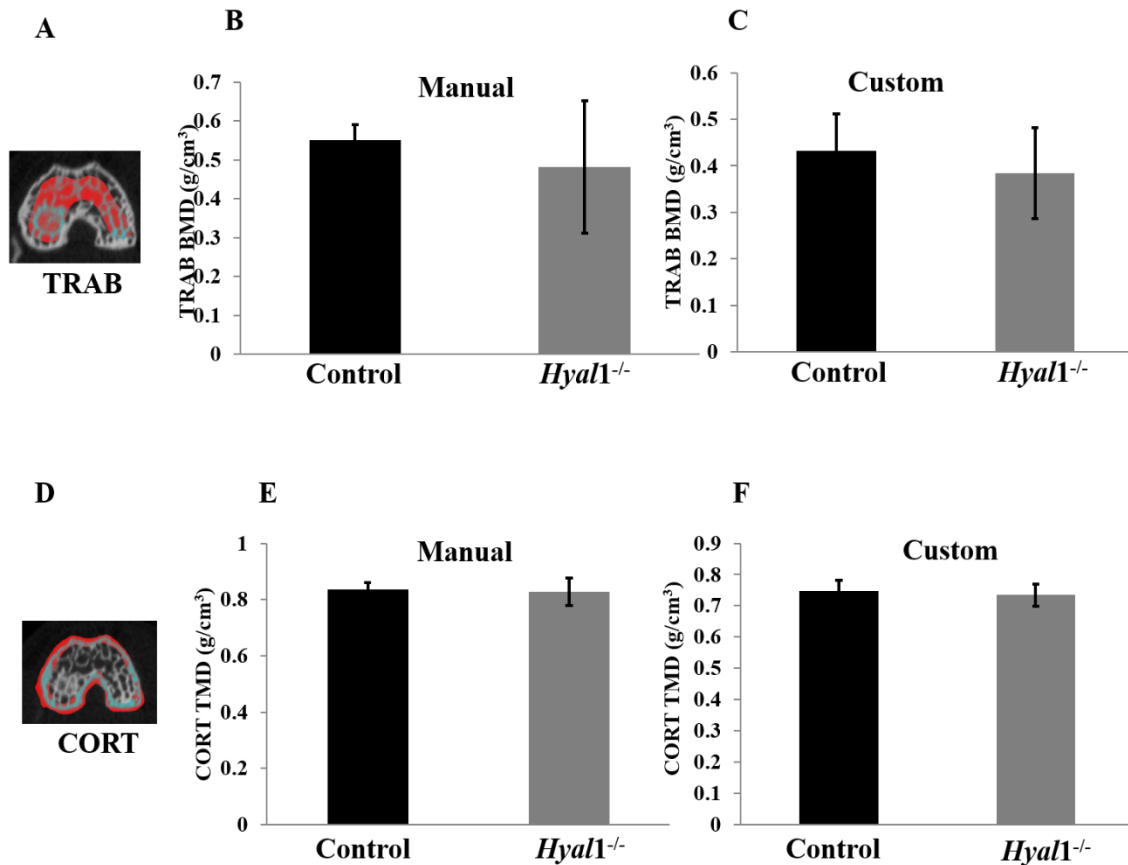 A
TRAB
B
Manual
TRAB BMD (g/cm³)
0.7
0.6
0.5
0.4
0.3
0.2
0.1
0
Control
Hyal1⁻/⁻
C
Custom
TRAB BMD (g/cm³)
0.6
0.5
0.4
0.3
0.2
0.1
0
Control
Hyal1⁻/⁻
D
CORT
E
Manual
CORT TMD (g/cm³)
1
0.8
0.6
0.4
0.2
0
Control
Hyal1⁻/⁻
F
Custom
CORT TMD (g/cm³)
0.9
0.8
0.7
0.6
0.5
0.4
0.3
0.2
0.1
0
Control
Hyal1⁻/⁻